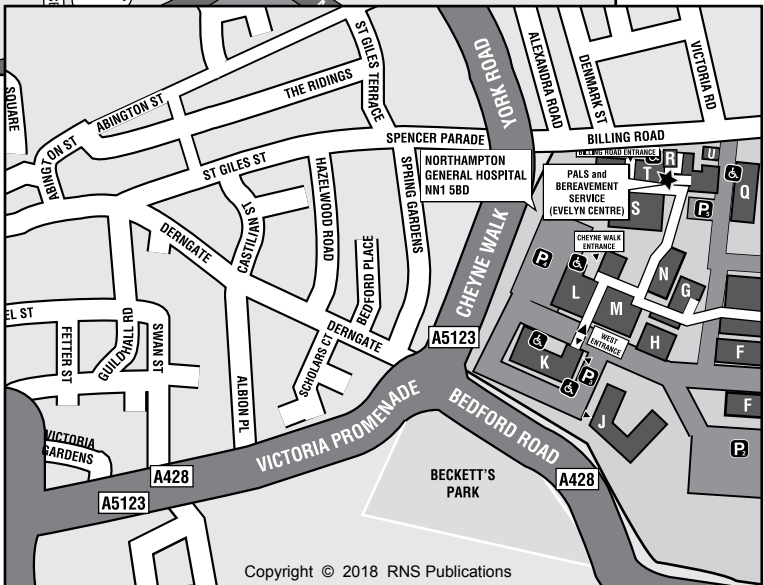 SQUARE
ABINGTON ST
ABINGTON ST
THE RIDINGS
ST GILES TERRACE
ST GILES ST
SPENCER PARADE
YORK ROAD
ALEXANDRA ROAD
DENMARK ST
VICTORIA RD
BILLING ROAD
BILLING ROAD ENTRANCE
NORTHAMPTON
GENERAL HOSPITAL
NN1 5BD
PALS and
BEREAVEMENT
SERVICE
(EVELYN CENTRE)
R
T
U
Q
S
P
CHEYNE WALK
ENTRANCE
P
L
M
N
G
H
F
F
K
WEST
ENTRANCE
P
J
P
DERNGATE
CASTILIAN ST
HAZELWOOD ROAD
SPRING GARDENS
BEDFORD PLACE
CHEYNE WALK
A5123
DERNGATE
SCHOLARS CT
EL ST
FETTER ST
GUILDHALL RD
SWAN ST
ALBION PL
VICTORIA
GARDENS
VICTORIA PROMENADE
BEDFORD ROAD
A428
A5123
A428
BECKETT'S
PARK
Copyright © 2018 RNS Publications